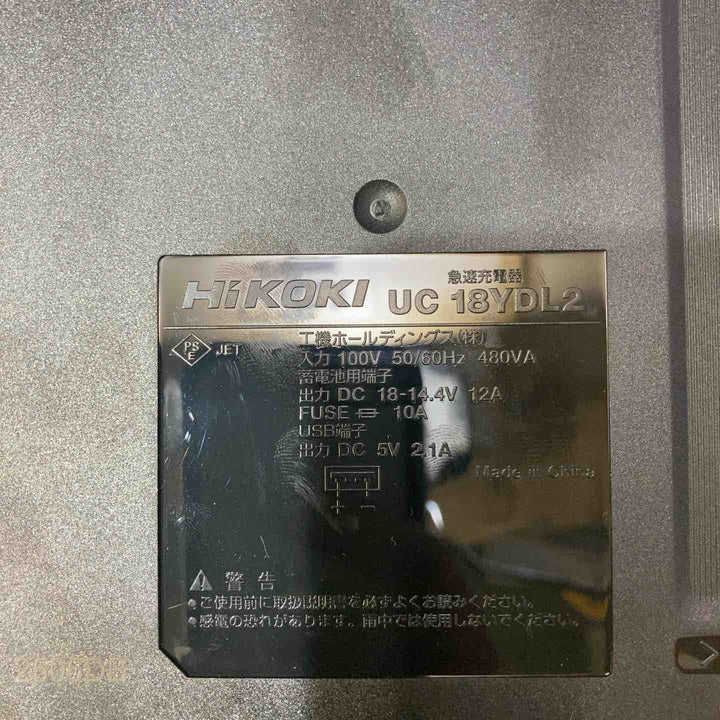 急速充電器
HiKOKI UC 18YDL2
PS E JET
工機ホールディングス(株)
入力 100V 50/60Hz 480VA
蓄電池用端子
出力 DC 18-14.4V 12A
FUSE 10A
USB端子
出力 DC 5V 2.1A
Made in China
+ −
⚠ 警告
●ご使用前に取扱説明書を必ずよくお読みください。
●感電の恐れがあります。雨中では使用しないでください。